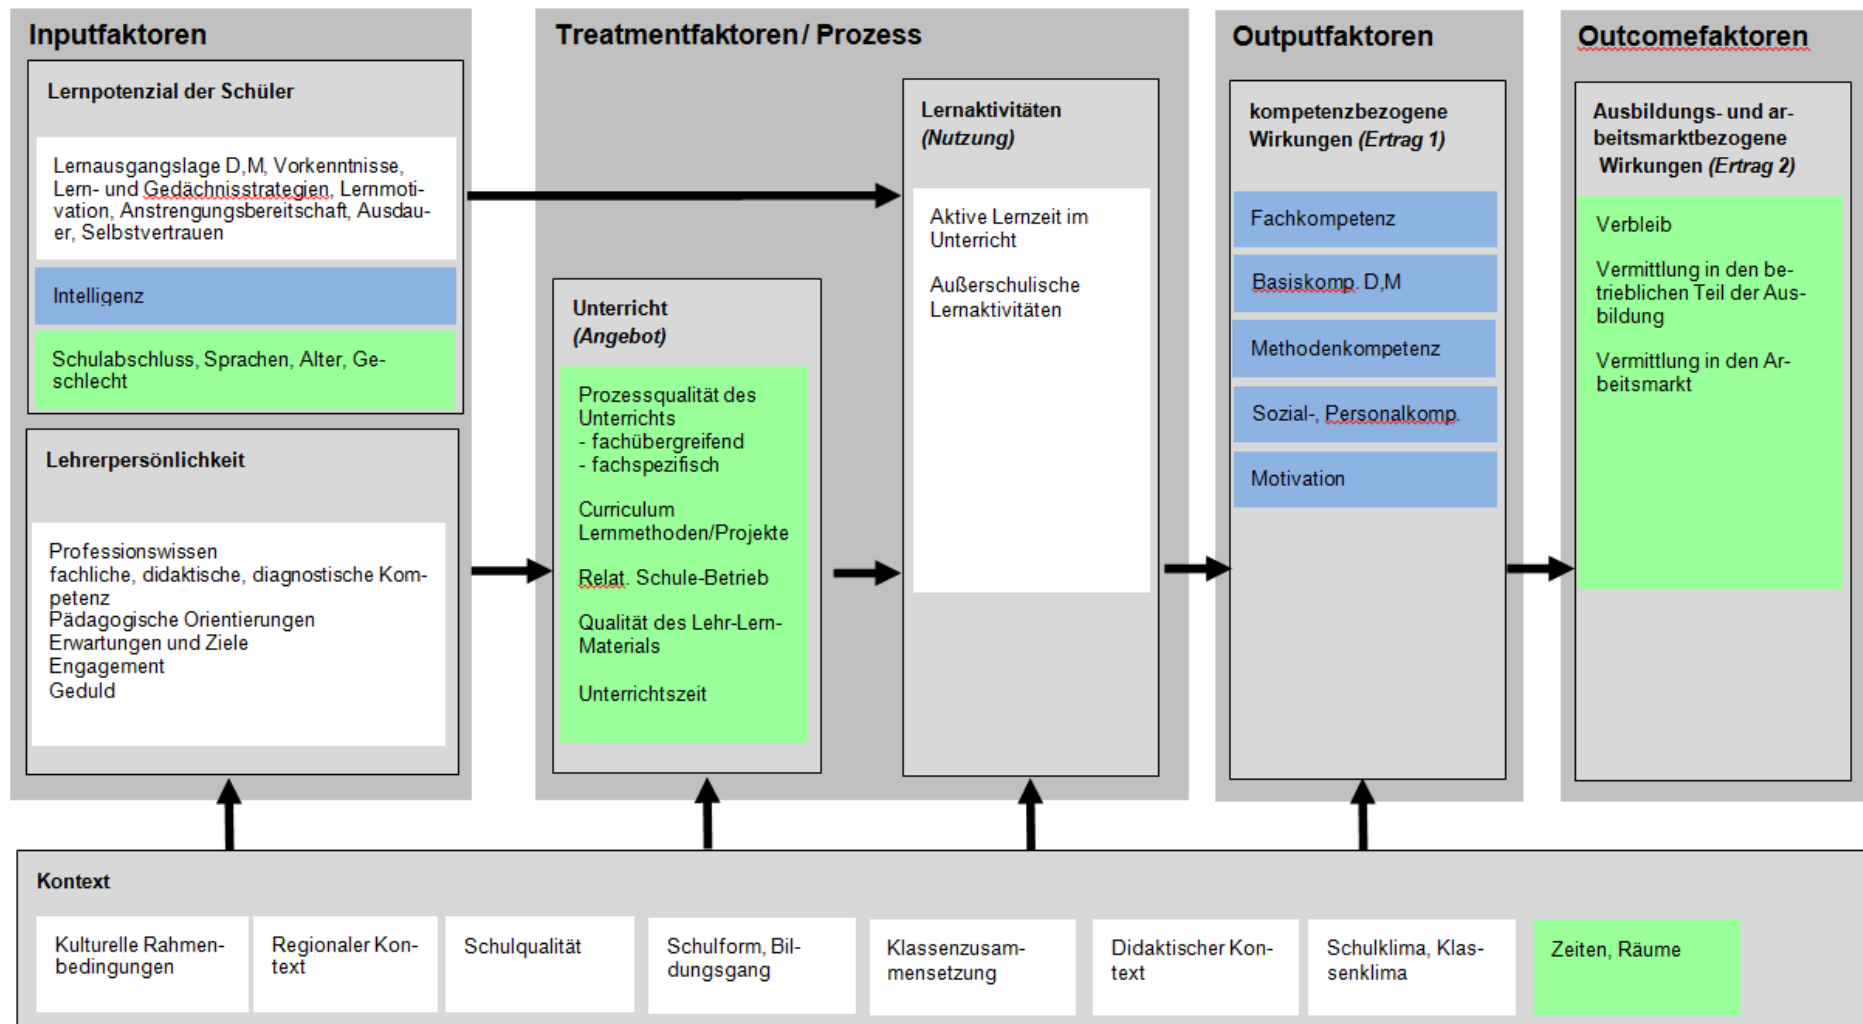 Inputfaktoren
Lernpotenzial der Schüler
Lernausgangslage D,M, Vorkenntnisse,
Lern- und Gedächnisstrategien, Lernmoti-
vation, Anstrengungsbereitschaft, Ausdau-
er, Selbstvertrauen
Intelligenz
Schulabschluss, Sprachen, Alter, Ge-
schlecht
Lehrerpersönlichkeit
Professionswissen
fachliche, didaktische, diagnostische Kom-
petenz
Pädagogische Orientierungen
Erwartungen und Ziele
Engagement
Geduld
Treatmentfaktoren / Prozess
Unterricht
(Angebot)
Prozessqualität des
Unterrichts
- fachübergreifend
- fachspezifisch
Curriculum
Lernmethoden/Projekte
Relat. Schule-Betrieb
Qualität des Lehr-Lern-
Materials
Unterrichtszeit
Lernaktivitäten
(Nutzung)
Aktive Lernzeit im
Unterricht
Außerschulische
Lernaktivitäten
Outputfaktoren
kompetenzbezogene
Wirkungen (Ertrag 1)
Fachkompetenz
Basiskomp. D,M
Methodenkompetenz
Sozial-, Personalkomp.
Motivation
Outcomefaktoren
Ausbildungs- und ar-
beitsmarktbezogene
Wirkungen (Ertrag 2)
Verbleib
Vermittlung in den be-
trieblichen Teil der Aus-
bildung
Vermittlung in den Ar-
beitsmarkt
Kontext
Kulturelle Rahmen-
bedingungen
Regionaler Kon-
text
Schulqualität
Schulform, Bil-
dungsgang
Klassenzusam-
mensetzung
Didaktischer Kon-
text
Schulklima, Klas-
senklima
Zeiten, Räume